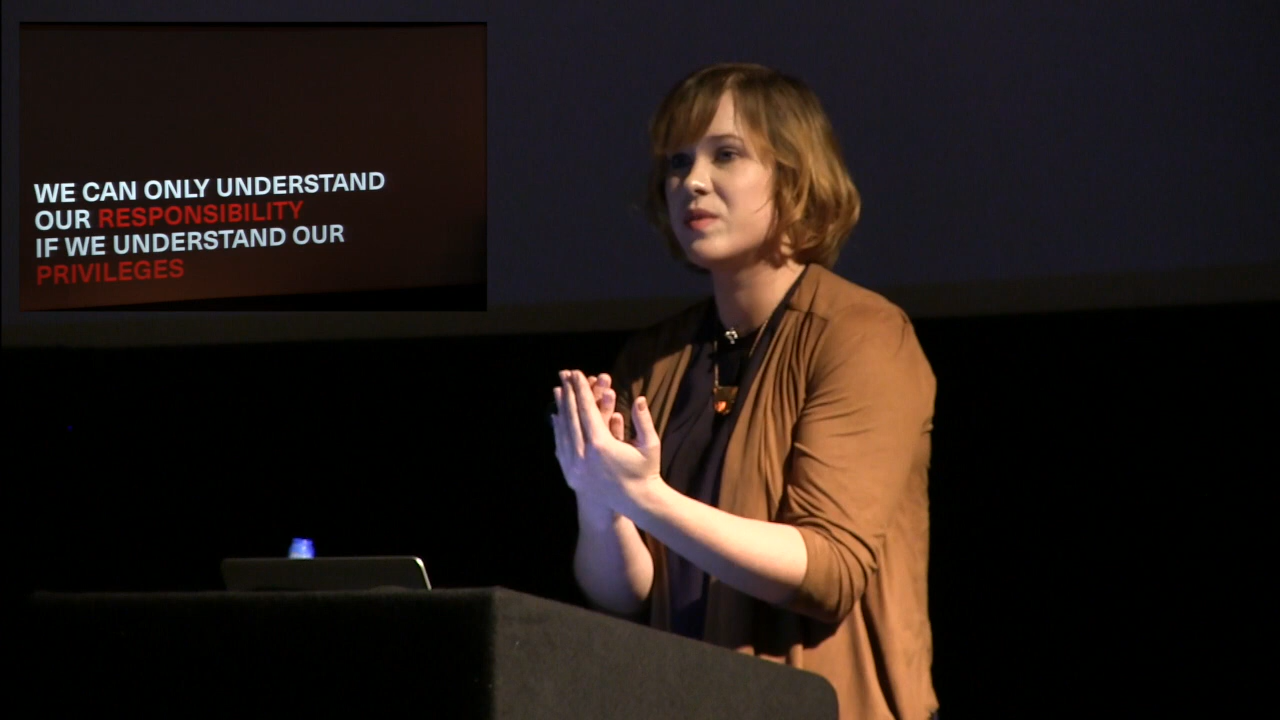 WE CAN ONLY UNDERSTAND
OUR RESPONSIBILITY
IF WE UNDERSTAND OUR
PRIVILEGES